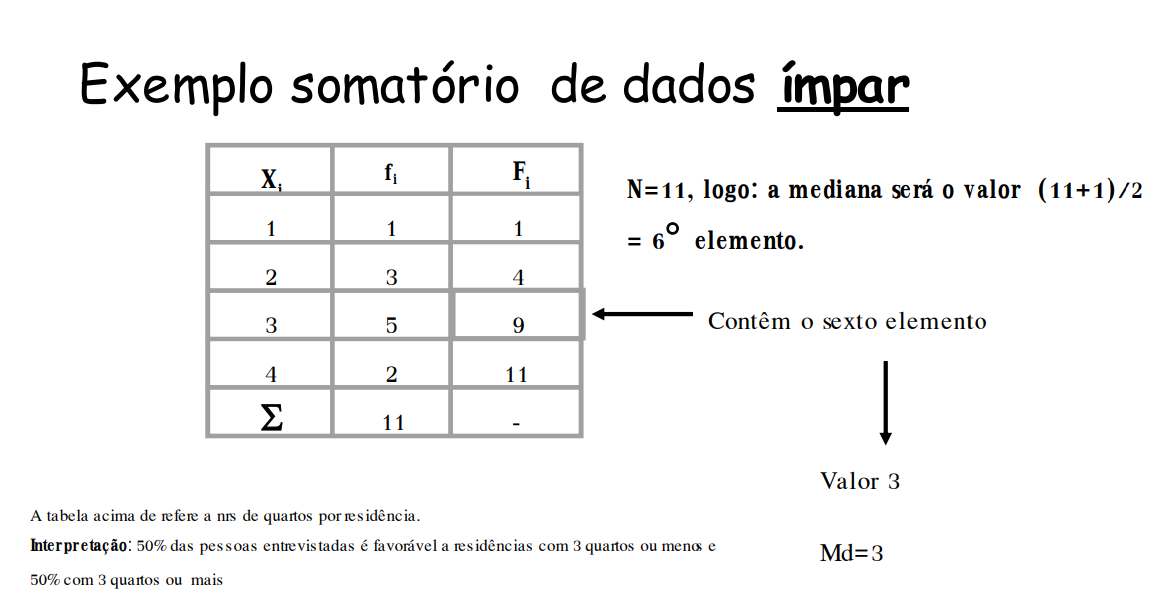 Exemplo somatório de dados ímpar
Xi fi Fi
1 1 1
2 3 4
3 5 9
4 2 11
Σ 11 -
N=11, logo: a mediana será o valor (11+1)/2
= 6° elemento.
Contêm o sexto elemento
Valor 3
Md=3
A tabela acima de refere a nrs de quartos por residência.
Interpretação: 50% das pessoas entrevistadas é favorável a residências com 3 quartos ou menos e
50% com 3 quartos ou mais